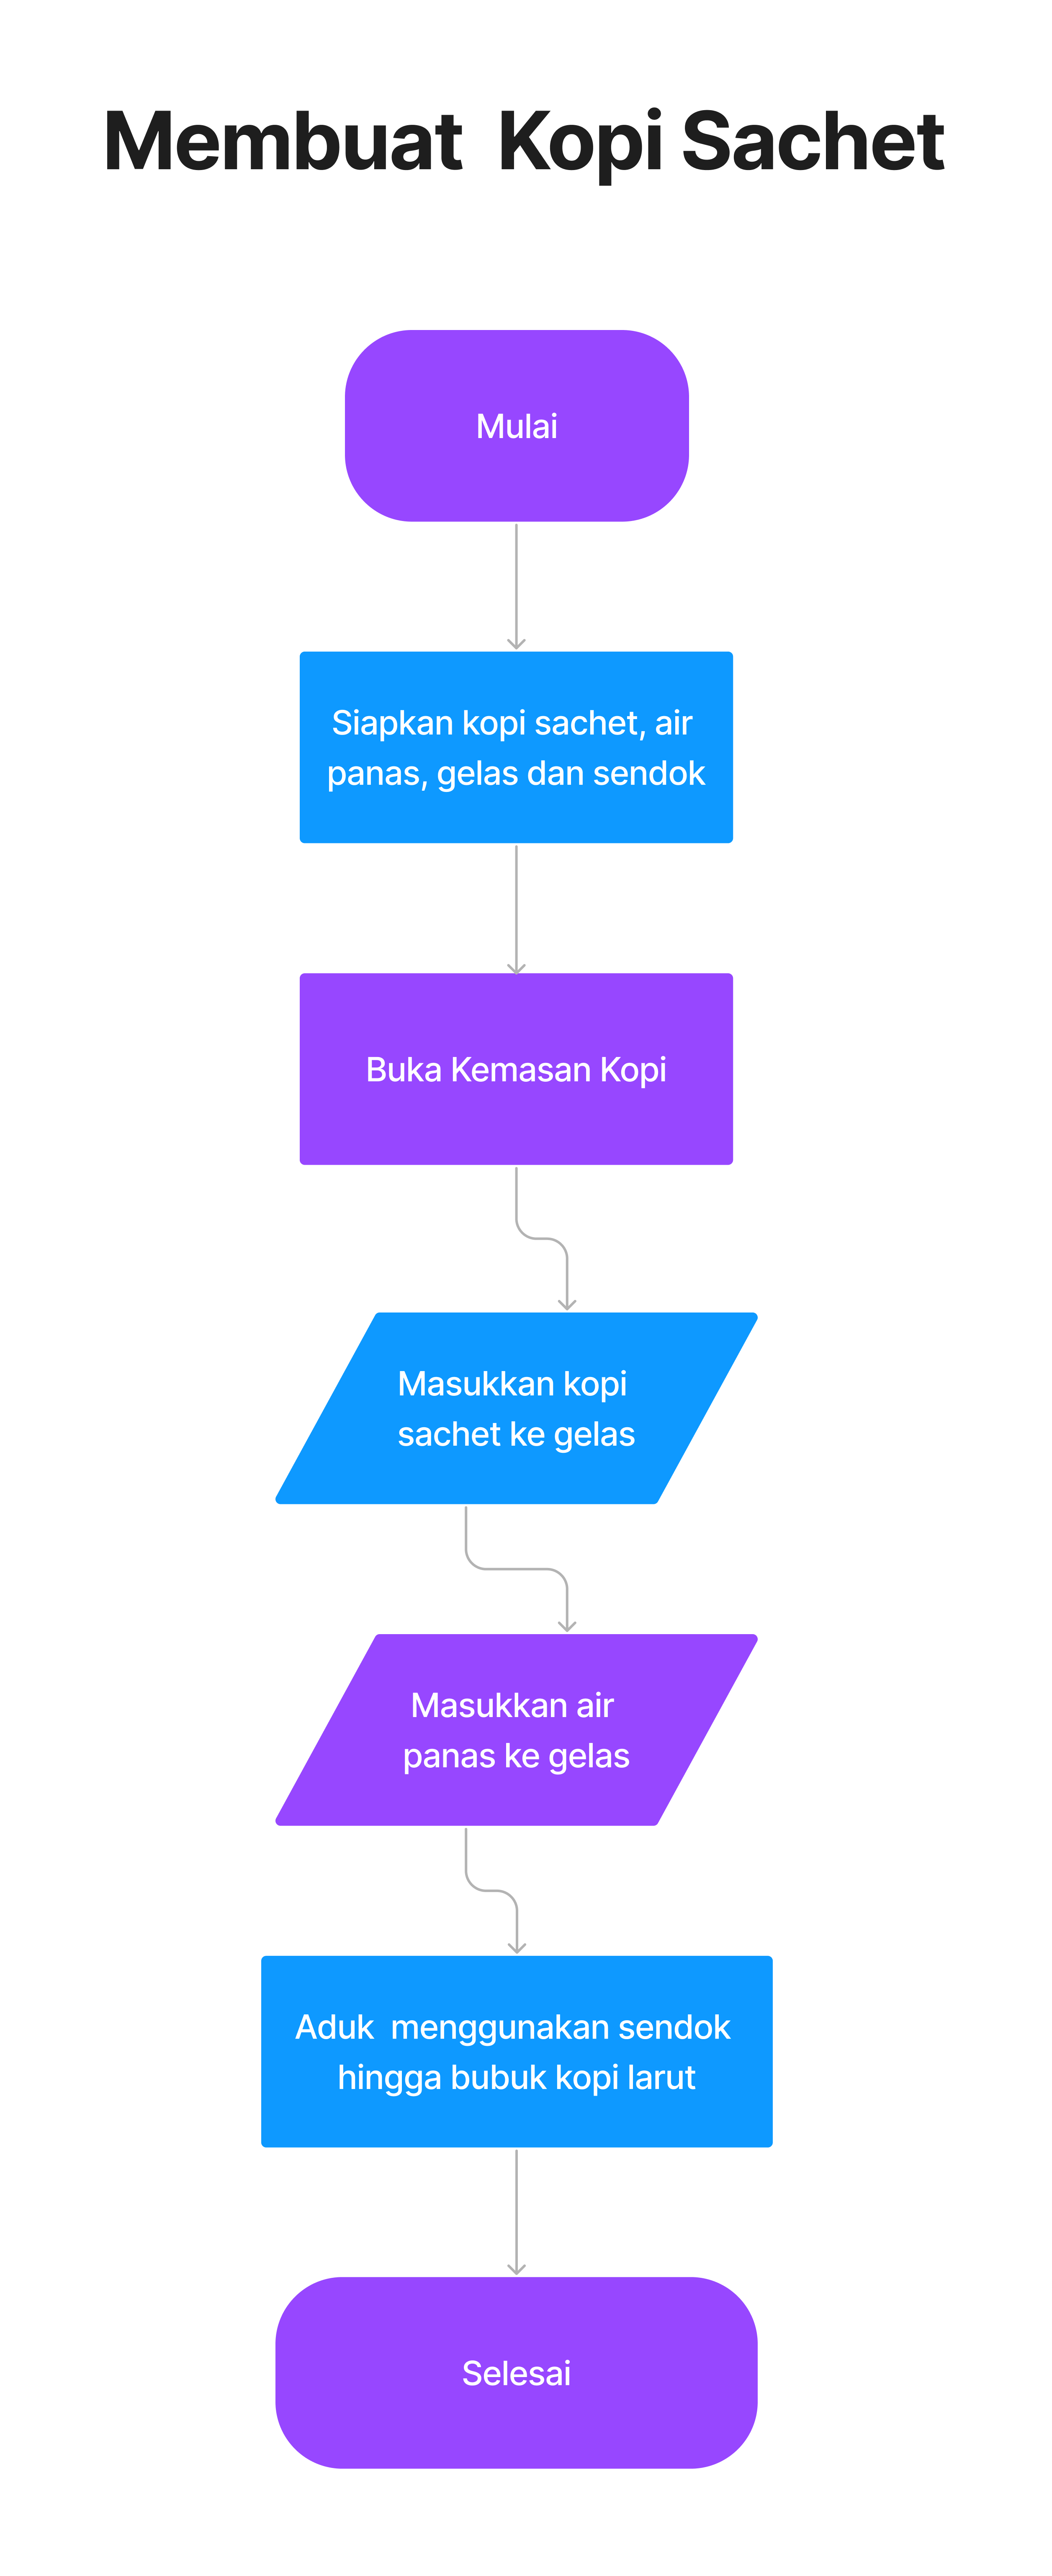 Membuat  Kopi Sachet
Mulai
Siapkan kopi sachet, air
panas, gelas dan sendok
Buka Kemasan Kopi
Masukkan kopi
sachet ke gelas
Masukkan air
panas ke gelas
Aduk  menggunakan sendok
hingga bubuk kopi larut
Selesai